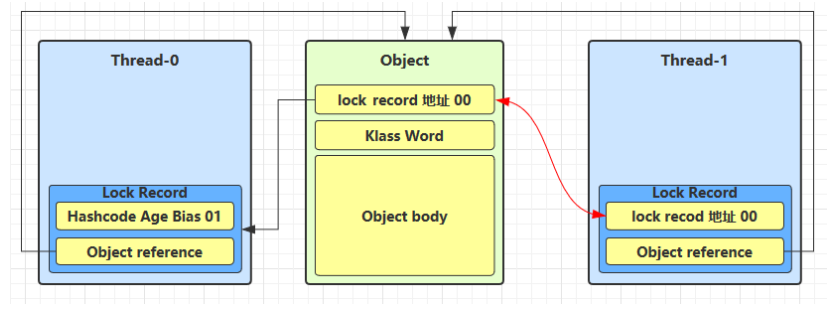 Thread-0
Lock Record
Hashcode Age Bias 01
Object reference
Object
lock record 地址 00
Klass Word
Object body
Thread-1
Lock Record
lock recod 地址 00
Object reference